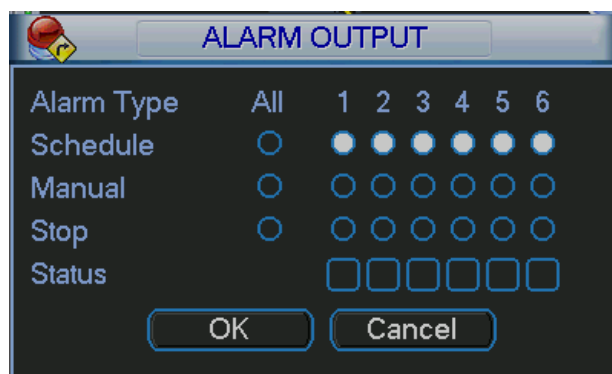 ALARM OUTPUT
Alarm Type All 1 2 3 4 5 6
Schedule
Manual
Stop
Status
OK Cancel